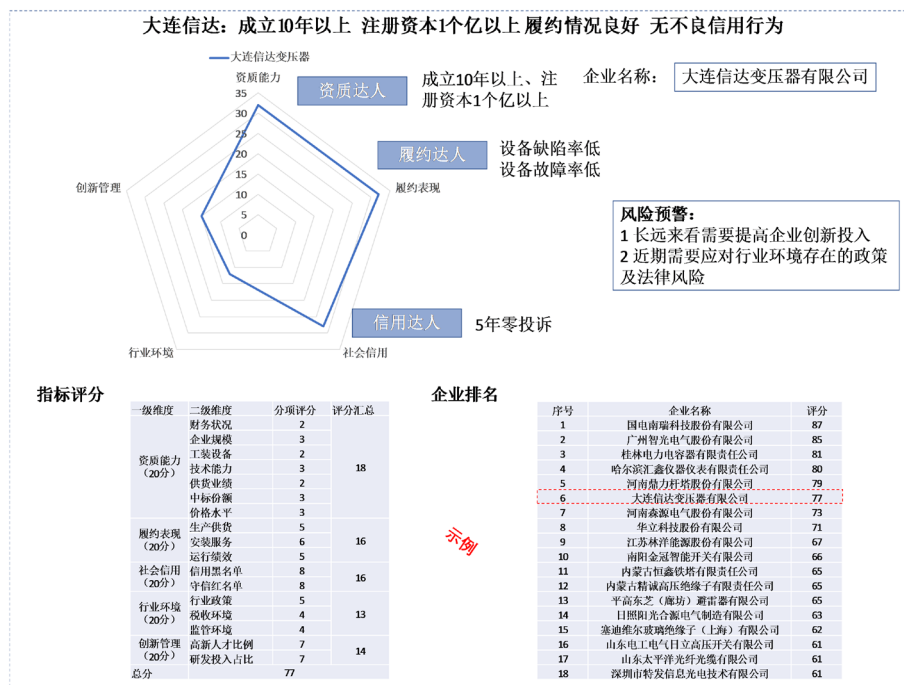 大连信达：成立10年以上 注册资本1个亿以上 履约情况良好 无不良信用行为
大连信达变压器
资质能力
35
30
25
20
15
10
5
0
履约表现
社会信用
行业环境
创新管理
资质达人
成立10年以上、注
册资本1个亿以上
履约达人
设备缺陷率低
设备故障率低
信用达人
5年零投诉
企业名称：
大连信达变压器有限公司
风险预警：
1 长远来看需要提高企业创新投入
2 近期需要应对行业环境存在的政策
及法律风险
指标评分
一级维度 二级维度 分项评分 评分汇总
资质能力
（20分）
财务状况 2
企业规模 3
工装设备 2
技术能力 3
供货业绩 2
中标份额 3
价格水平 3
18
履约表现
（20分）
生产供货 5
安装服务 6
运行绩效 5
16
社会信用
（20分）
信用黑名单 8
守信红名单 8
16
行业环境
（20分）
行业政策 5
税收环境 4
监管环境 4
13
创新管理
（20分）
高新人才比例 7
研发投入占比 7
14
总分 77
示例
企业排名
序号 企业名称 评分
1 国电南瑞科技股份有限公司 87
2 广州智光电气股份有限公司 85
3 桂林电力电容器有限责任公司 81
4 哈尔滨汇鑫仪器仪表有限责任公司 80
5 河南鼎力杆塔股份有限公司 79
6 大连信达变压器有限公司 77
7 河南森源电气股份有限公司 73
8 华立科技股份有限公司 71
9 江苏林洋能源股份有限公司 67
10 南阳金冠智能开关有限公司 66
11 内蒙古恒鑫铁塔有限责任公司 65
12 内蒙古精诚高压绝缘子有限责任公司 65
13 平高东芝（廊坊）避雷器有限公司 65
14 日照阳光合源电气制造有限公司 63
15 塞迪维尔玻璃绝缘子（上海）有限公司 62
16 山东电工电气日立高压开关有限公司 61
17 山东太平洋光纤光缆有限公司 61
18 深圳市特发信息光电技术有限公司 61